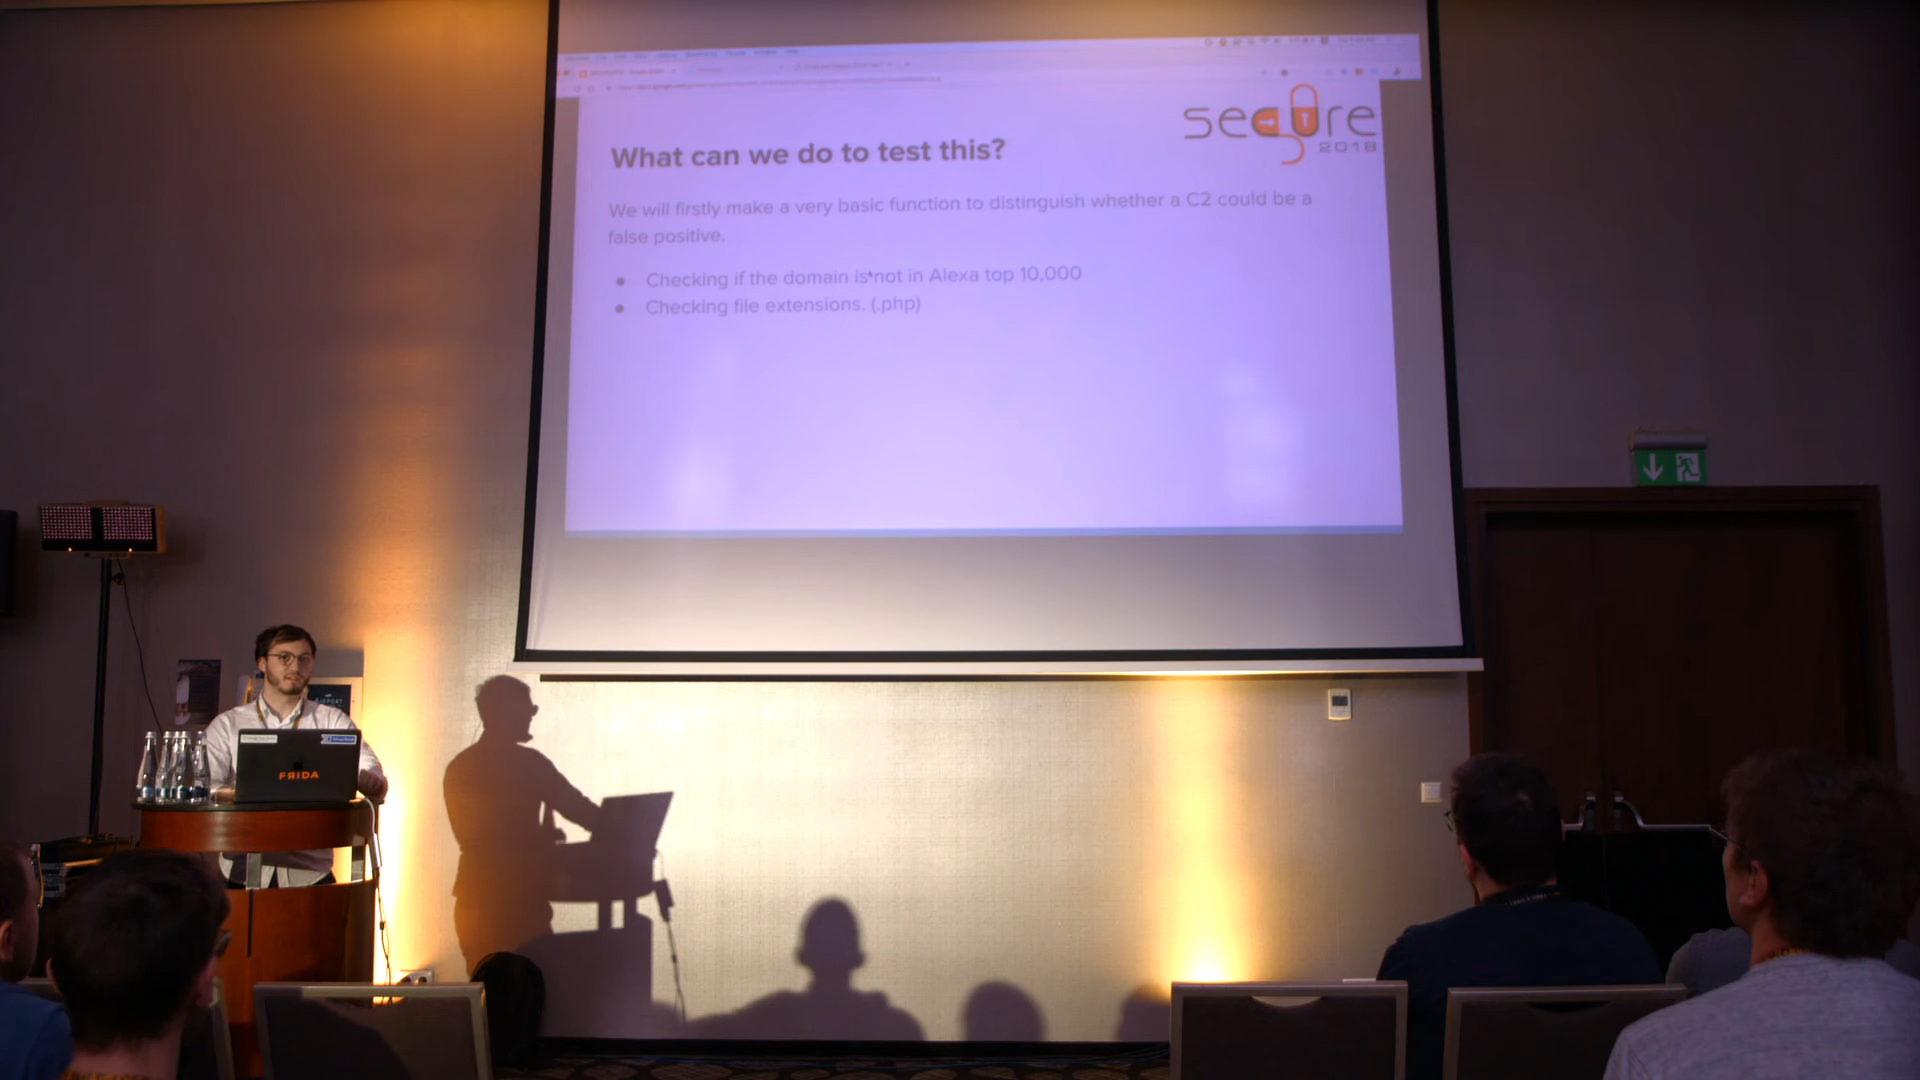 secure
2018
What can we do to test this?
We will firstly make a very basic function to distinguish whether a C2 could be a
false positive.
● Checking if the domain is not in Alexa top 10,000
● Checking file extensions. (.php)
FRIDA